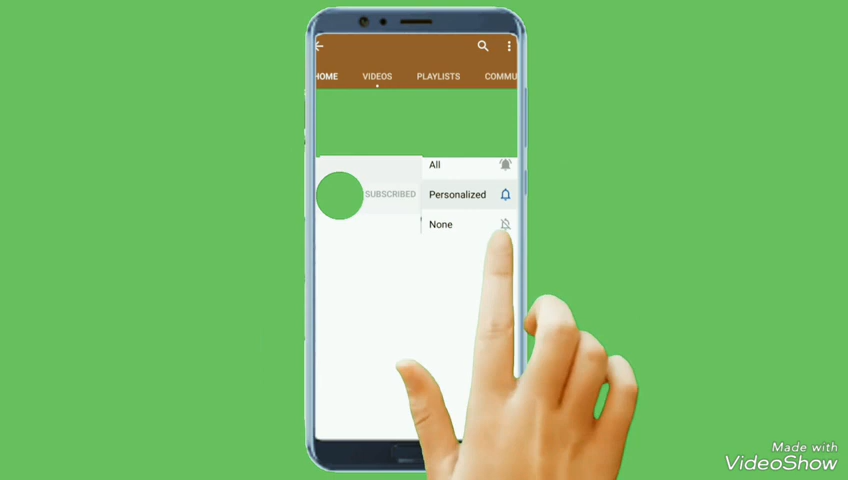 HOME VIDEOS PLAYLISTS COMMU
All
SUBSCRIBED Personalized
None
Made with
VideoShow